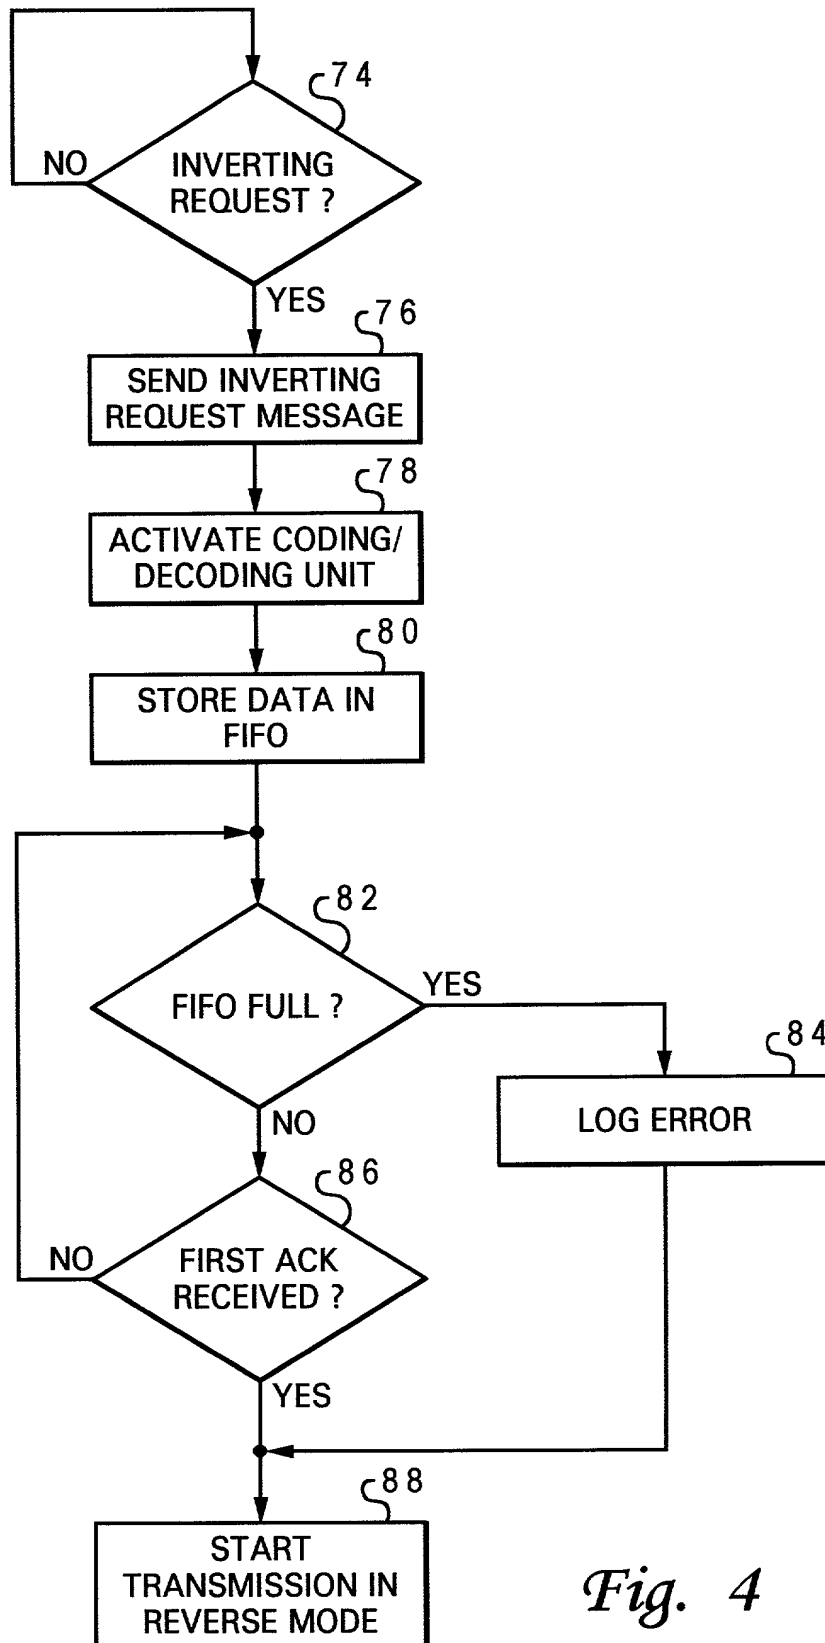 74
NO
INVERTING
REQUEST ?
YES
76
SEND INVERTING
REQUEST MESSAGE
78
ACTIVATE CODING/
DECODING UNIT
80
STORE DATA IN
FIFO
82
FIFO FULL ?
YES
84
LOG ERROR
NO
86
NO
FIRST ACK
RECEIVED ?
YES
88
START
TRANSMISSION IN
REVERSE MODE
Fig. 4